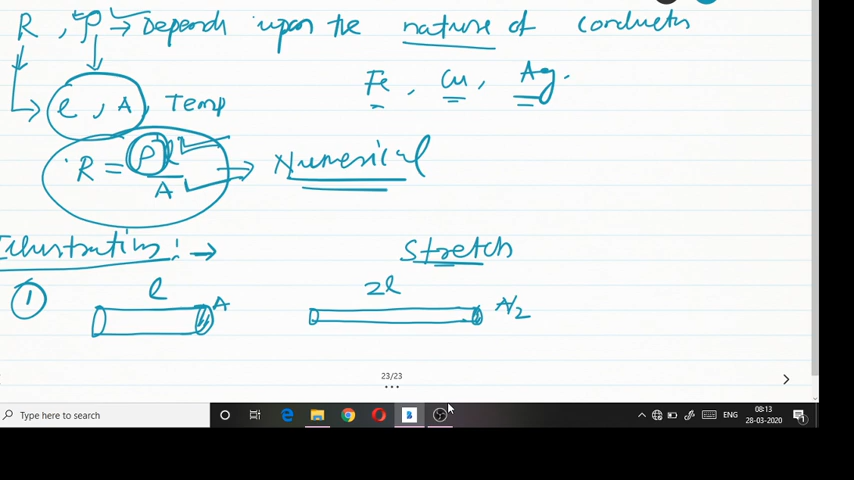 R , ρ → Depends upon the nature of conductors
l , A , Temp
Fe , Cu , Ag .
R = ρl/A → Numerical
Illustration : →
Stretch
① l A
2l A/2
23/23
Type here to search
ENG
08:13
28-03-2020